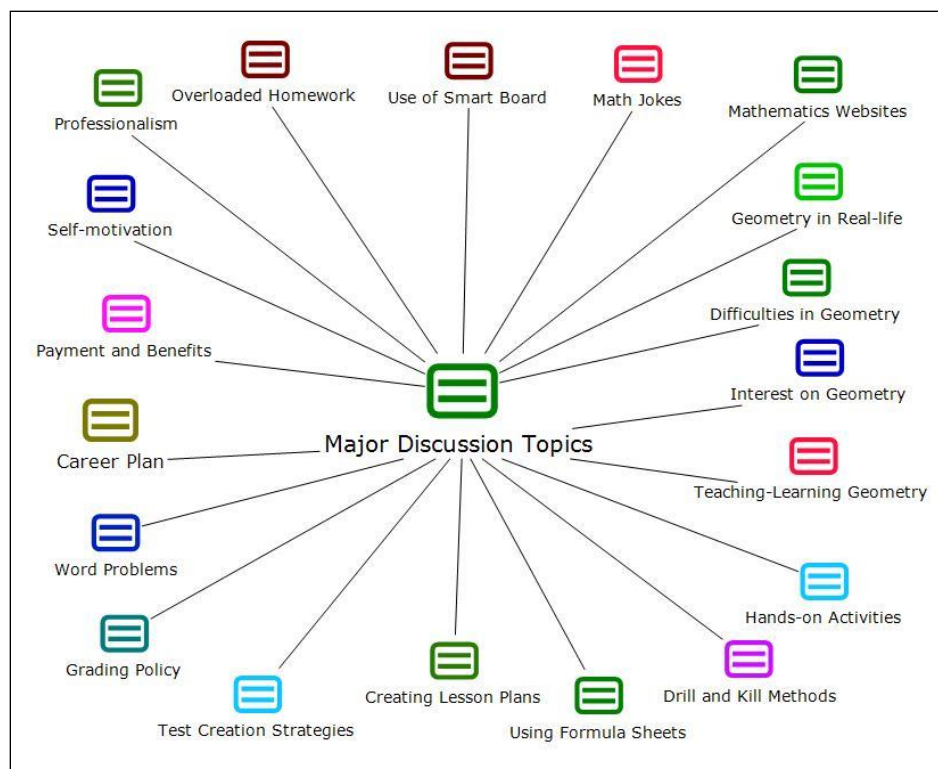 Overloaded Homework
Use of Smart Board
Math Jokes
Mathematics Websites
Professionalism
Self-motivation
Geometry in Real-life
Difficulties in Geometry
Payment and Benefits
Interest on Geometry
Major Discussion Topics
Career Plan
Teaching-Learning Geometry
Word Problems
Hands-on Activities
Grading Policy
Creating Lesson Plans
Drill and Kill Methods
Test Creation Strategies
Using Formula Sheets